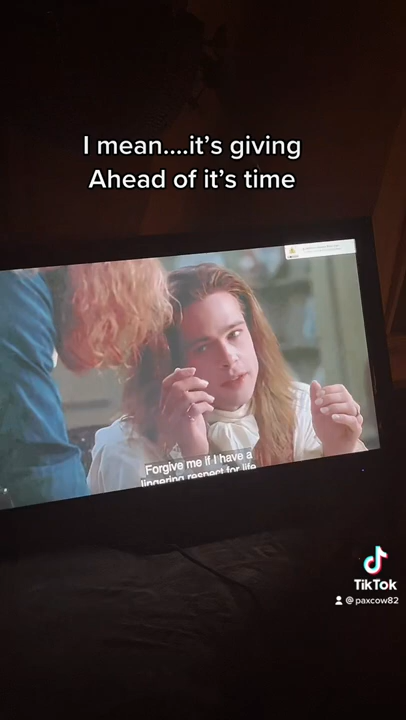 I mean....it's giving
Ahead of it's time
Forgive me if I have a
lingering respect for life
TikTok
@paxcow82